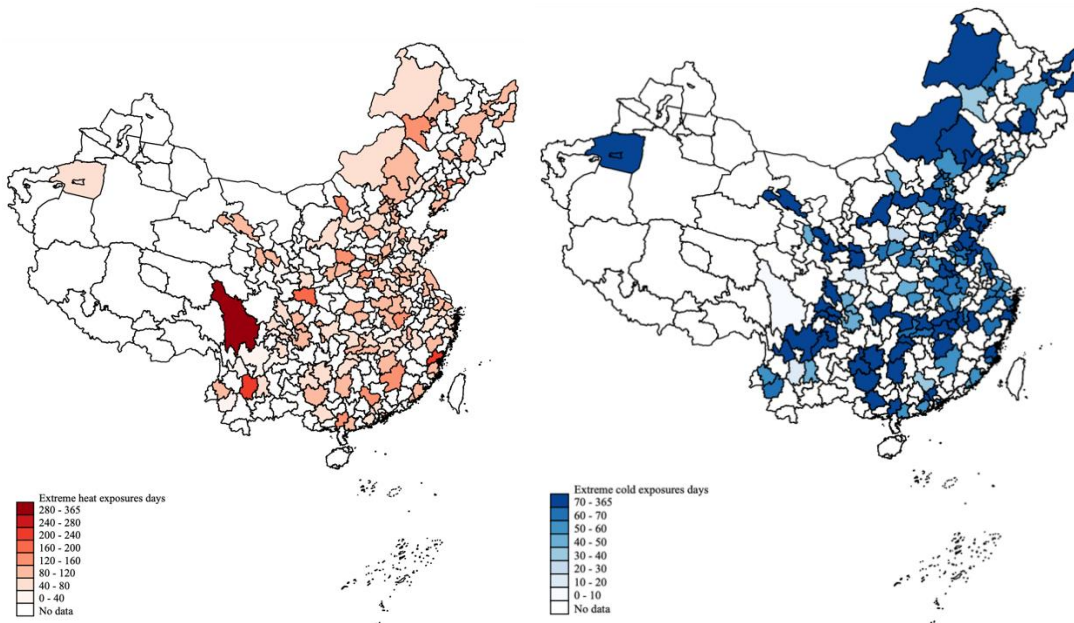 Extreme heat exposures days
280 - 365
240 - 280
200 - 240
160 - 200
120 - 160
80 - 120
40 - 80
0 - 40
No data
Extreme cold exposures days
70 - 365
60 - 70
50 - 60
40 - 50
30 - 40
20 - 30
10 - 20
0 - 10
No data